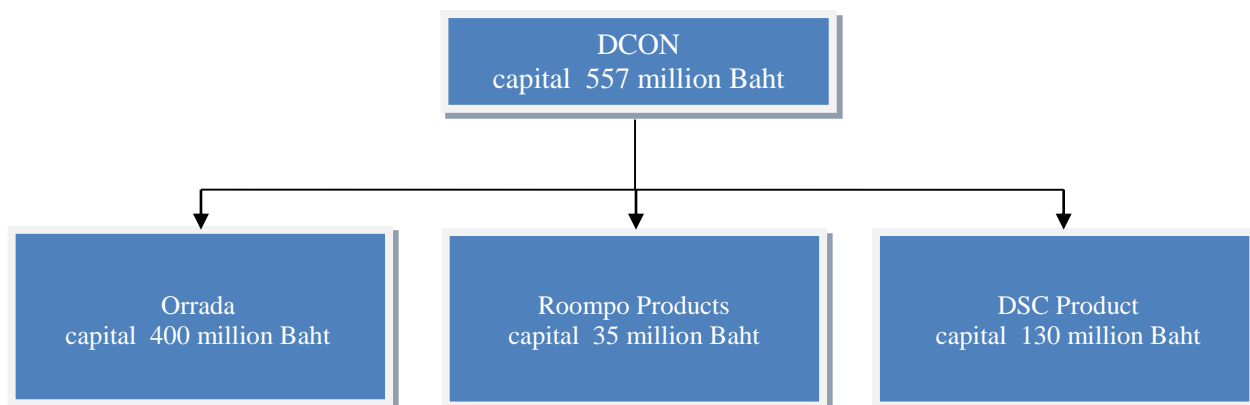 DCON
capital 557 million Baht
Orrada
capital 400 million Baht
Roompo Products
capital 35 million Baht
DSC Product
capital 130 million Baht